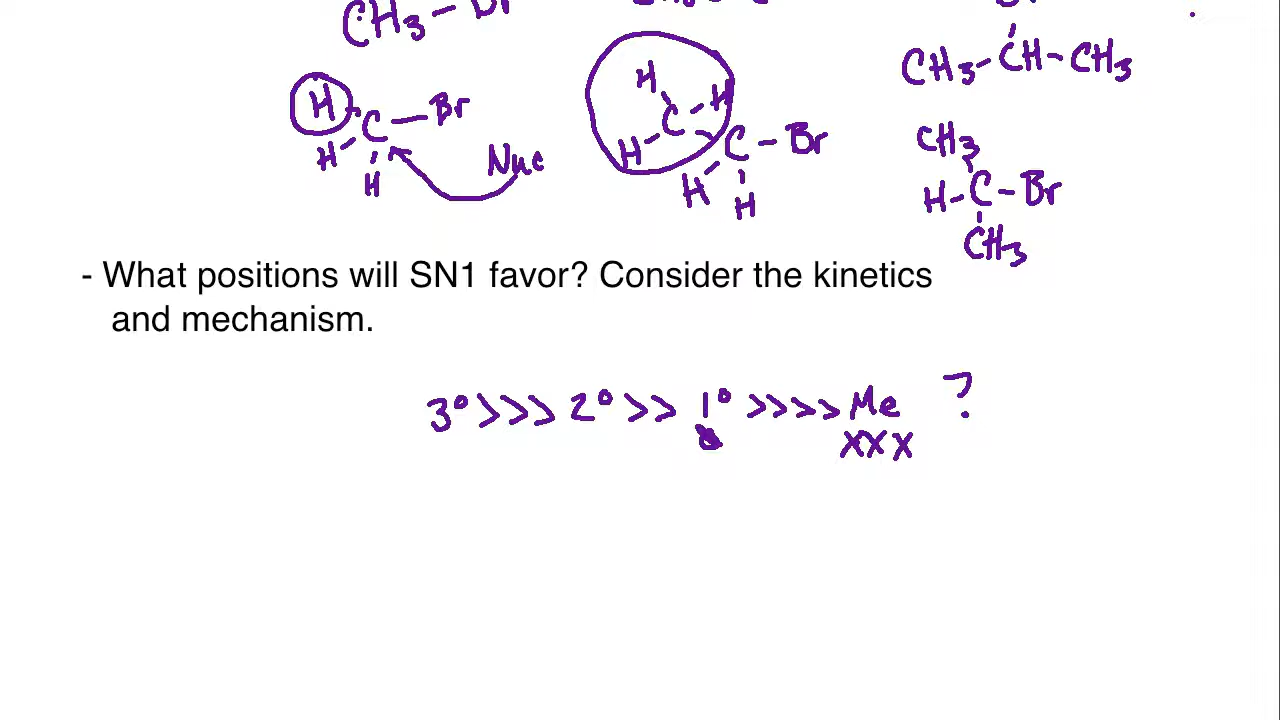 CH3-Br
CH3-CH-CH3
H
H
H C-Br
H C
H Nuc H C-Br
H H H
CH3
H-C-Br
CH3
- What positions will SN1 favor? Consider the kinetics
and mechanism.
3° >>> 2° >> 1° >>>> Me ?
XXX